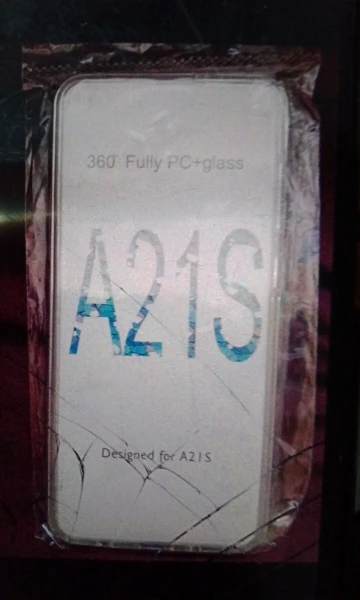 360° Fully PC+glass
A21S
Designed for A21S